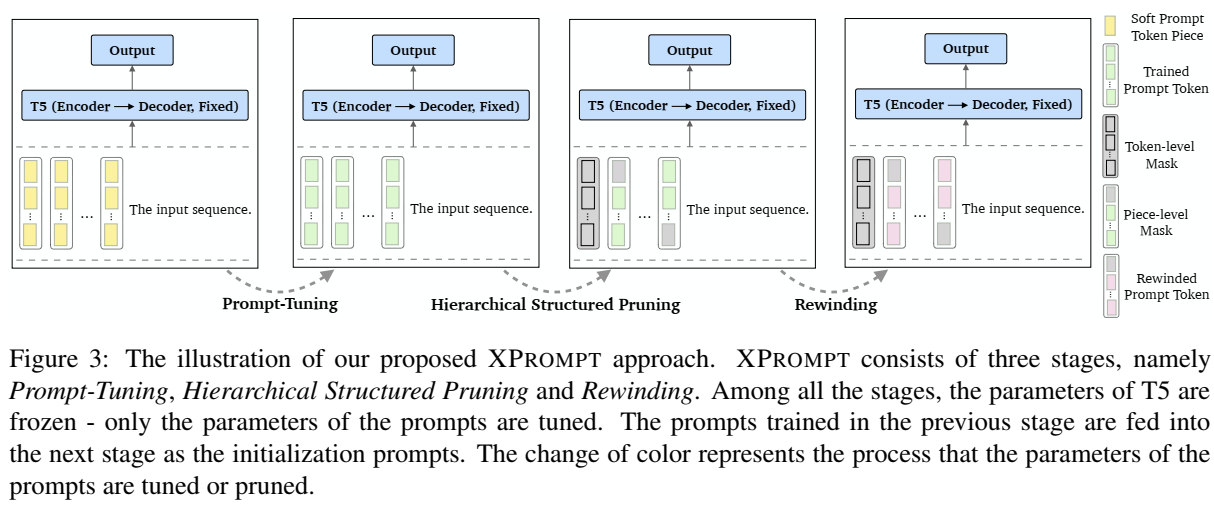 Output
T5 (Encoder → Decoder, Fixed)
... The input sequence.
Output
T5 (Encoder → Decoder, Fixed)
... The input sequence.
Output
T5 (Encoder → Decoder, Fixed)
... The input sequence.
Output
T5 (Encoder → Decoder, Fixed)
... The input sequence.
Soft Prompt
Token Piece
Trained
Prompt Token
Token-level
Mask
Piece-level
Mask
Rewinded
Prompt Token
Prompt-Tuning
Hierarchical Structured Pruning
Rewinding
Figure 3: The illustration of our proposed XPROMPT approach. XPROMPT consists of three stages, namely
Prompt-Tuning, Hierarchical Structured Pruning and Rewinding. Among all the stages, the parameters of T5 are
frozen - only the parameters of the prompts are tuned. The prompts trained in the previous stage are fed into
the next stage as the initialization prompts. The change of color represents the process that the parameters of the
prompts are tuned or pruned.